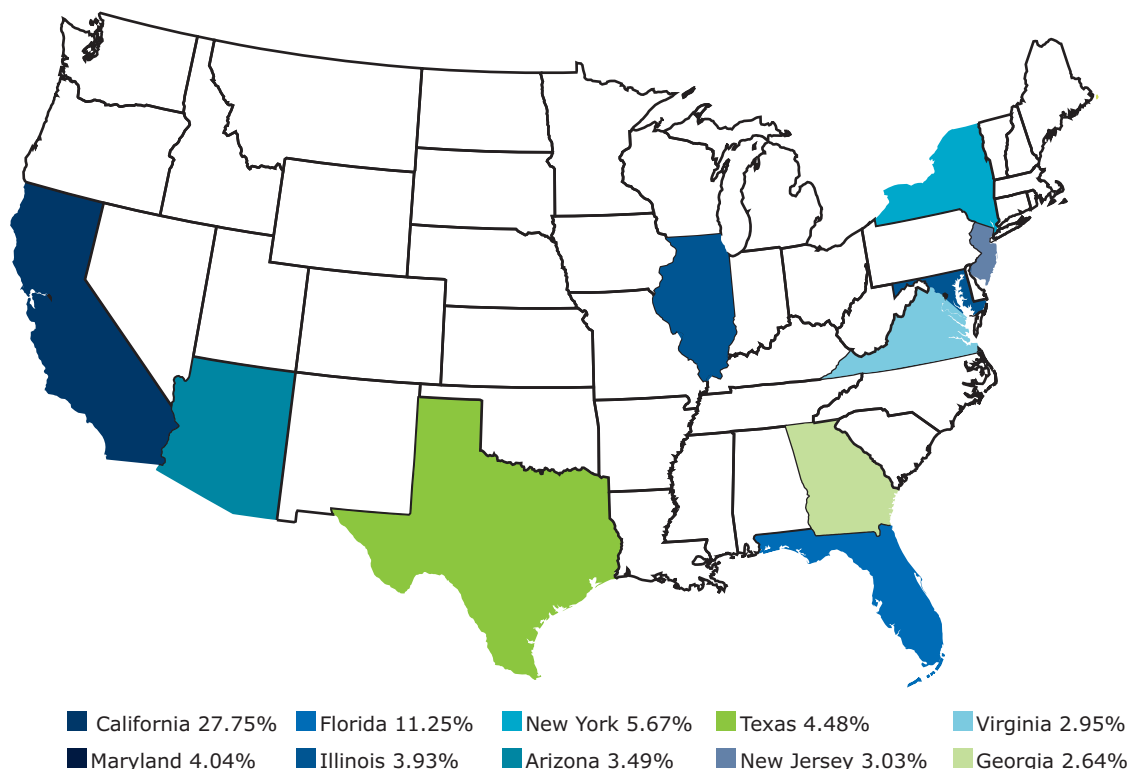 California 27.75% Florida 11.25% New York 5.67% Texas 4.48% Virginia 2.95%
Maryland 4.04% Illinois 3.93% Arizona 3.49% New Jersey 3.03% Georgia 2.64%